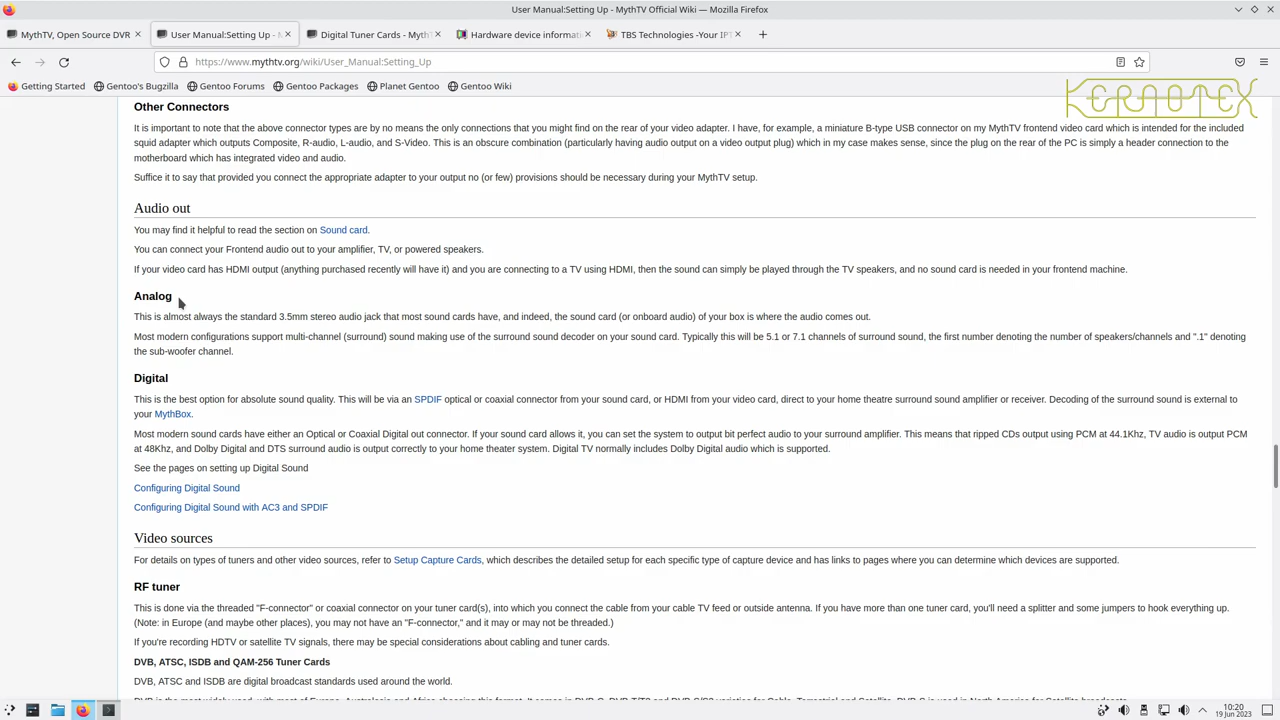 User Manual:Setting Up - MythTV Official Wiki — Mozilla Firefox
MythTV, Open Source DVR
User Manual:Setting Up -
Digital Tuner Cards - Myth
Hardware device informati
TBS Technologies -Your IPT
https://www.mythtv.org/wiki/User_Manual:Setting_Up
Getting Started
Gentoo's Bugzilla
Gentoo Forums
Gentoo Packages
Planet Gentoo
Gentoo Wiki
KERNOTEX
Other Connectors
It is important to note that the above connector types are by no means the only connections that you might find on the rear of your video adapter. I have, for example, a miniature B-type USB connector on my MythTV frontend video card which is intended for the included
squid adapter which outputs Composite, R-audio, L-audio, and S-Video. This is an obscure combination (particularly having audio output on a video output plug) which in my case makes sense, since the plug on the rear of the PC is simply a header connection to the
motherboard which has integrated video and audio.
Suffice it to say that provided you connect the appropriate adapter to your output no (or few) provisions should be necessary during your MythTV setup.
Audio out
You may find it helpful to read the section on Sound card.
You can connect your Frontend audio out to your amplifier, TV, or powered speakers.
If your video card has HDMI output (anything purchased recently will have it) and you are connecting to a TV using HDMI, then the sound can simply be played through the TV speakers, and no sound card is needed in your frontend machine.
Analog
This is almost always the standard 3.5mm stereo audio jack that most sound cards have, and indeed, the sound card (or onboard audio) of your box is where the audio comes out.
Most modern configurations support multi-channel (surround) sound making use of the surround sound decoder on your sound card. Typically this will be 5.1 or 7.1 channels of surround sound, the first number denoting the number of speakers/channels and ".1" denoting
the sub-woofer channel.
Digital
This is the best option for absolute sound quality. This will be via an SPDIF optical or coaxial connector from your sound card, or HDMI from your video card, direct to your home theatre surround sound amplifier or receiver. Decoding of the surround sound is external to
your MythBox.
Most modern sound cards have either an Optical or Coaxial Digital out connector. If your sound card allows it, you can set the system to output bit perfect audio to your surround amplifier. This means that ripped CDs output using PCM at 44.1Khz, TV audio is output PCM
at 48Khz, and Dolby Digital and DTS surround audio is output correctly to your home theater system. Digital TV normally includes Dolby Digital audio which is supported.
See the pages on setting up Digital Sound
Configuring Digital Sound
Configuring Digital Sound with AC3 and SPDIF
Video sources
For details on types of tuners and other video sources, refer to Setup Capture Cards, which describes the detailed setup for each specific type of capture device and has links to pages where you can determine which devices are supported.
RF tuner
This is done via the threaded "F-connector" or coaxial connector on your tuner card(s), into which you connect the cable from your cable TV feed or outside antenna. If you have more than one tuner card, you'll need a splitter and some jumpers to hook everything up.
(Note: in Europe (and maybe other places), you may not have an "F-connector," and it may or may not be threaded.)
If you're recording HDTV or satellite TV signals, there may be special considerations about cabling and tuner cards.
DVB, ATSC, ISDB and QAM-256 Tuner Cards
DVB, ATSC and ISDB are digital broadcast standards used around the world.
10:20
19 Jun 2023